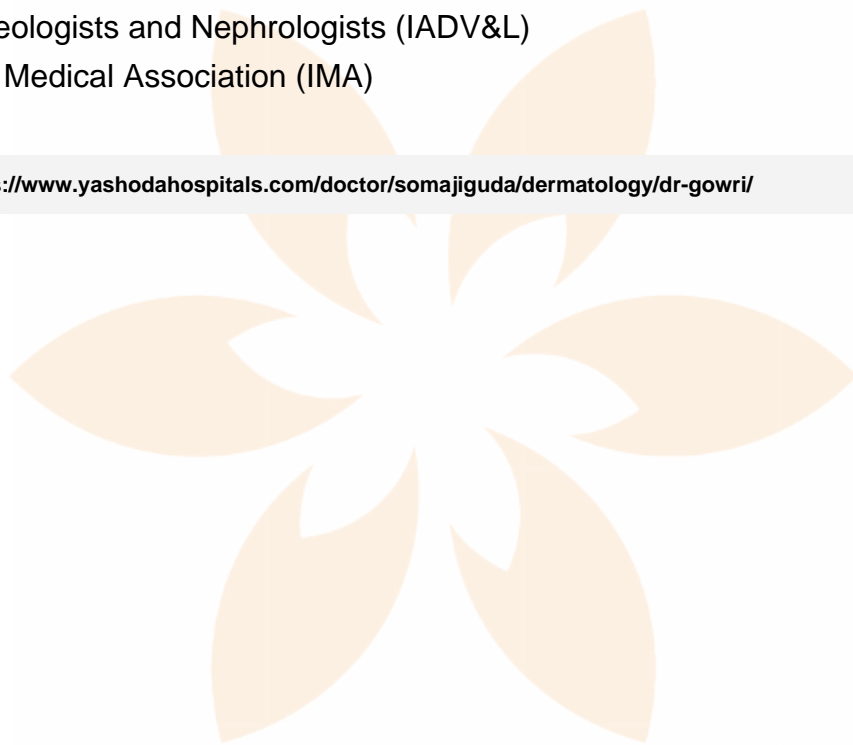 eologists and Nephrologists (IADV&L)
Medical Association (IMA)
://www.yashodahospitals.com/doctor/somajiguda/dermatology/dr-gowri/